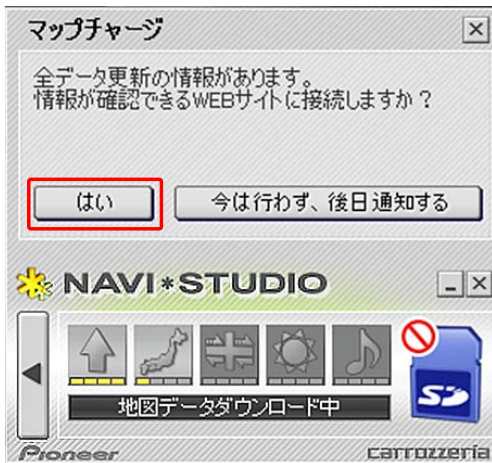 マップチャージ
全データ更新の情報があります。
情報が確認できるWEBサイトに接続しますか？
はい
今は行わず、後日通知する
NAVI*STUDIO
地図データダウンロード中
SD
Pioneer
carrozzeria